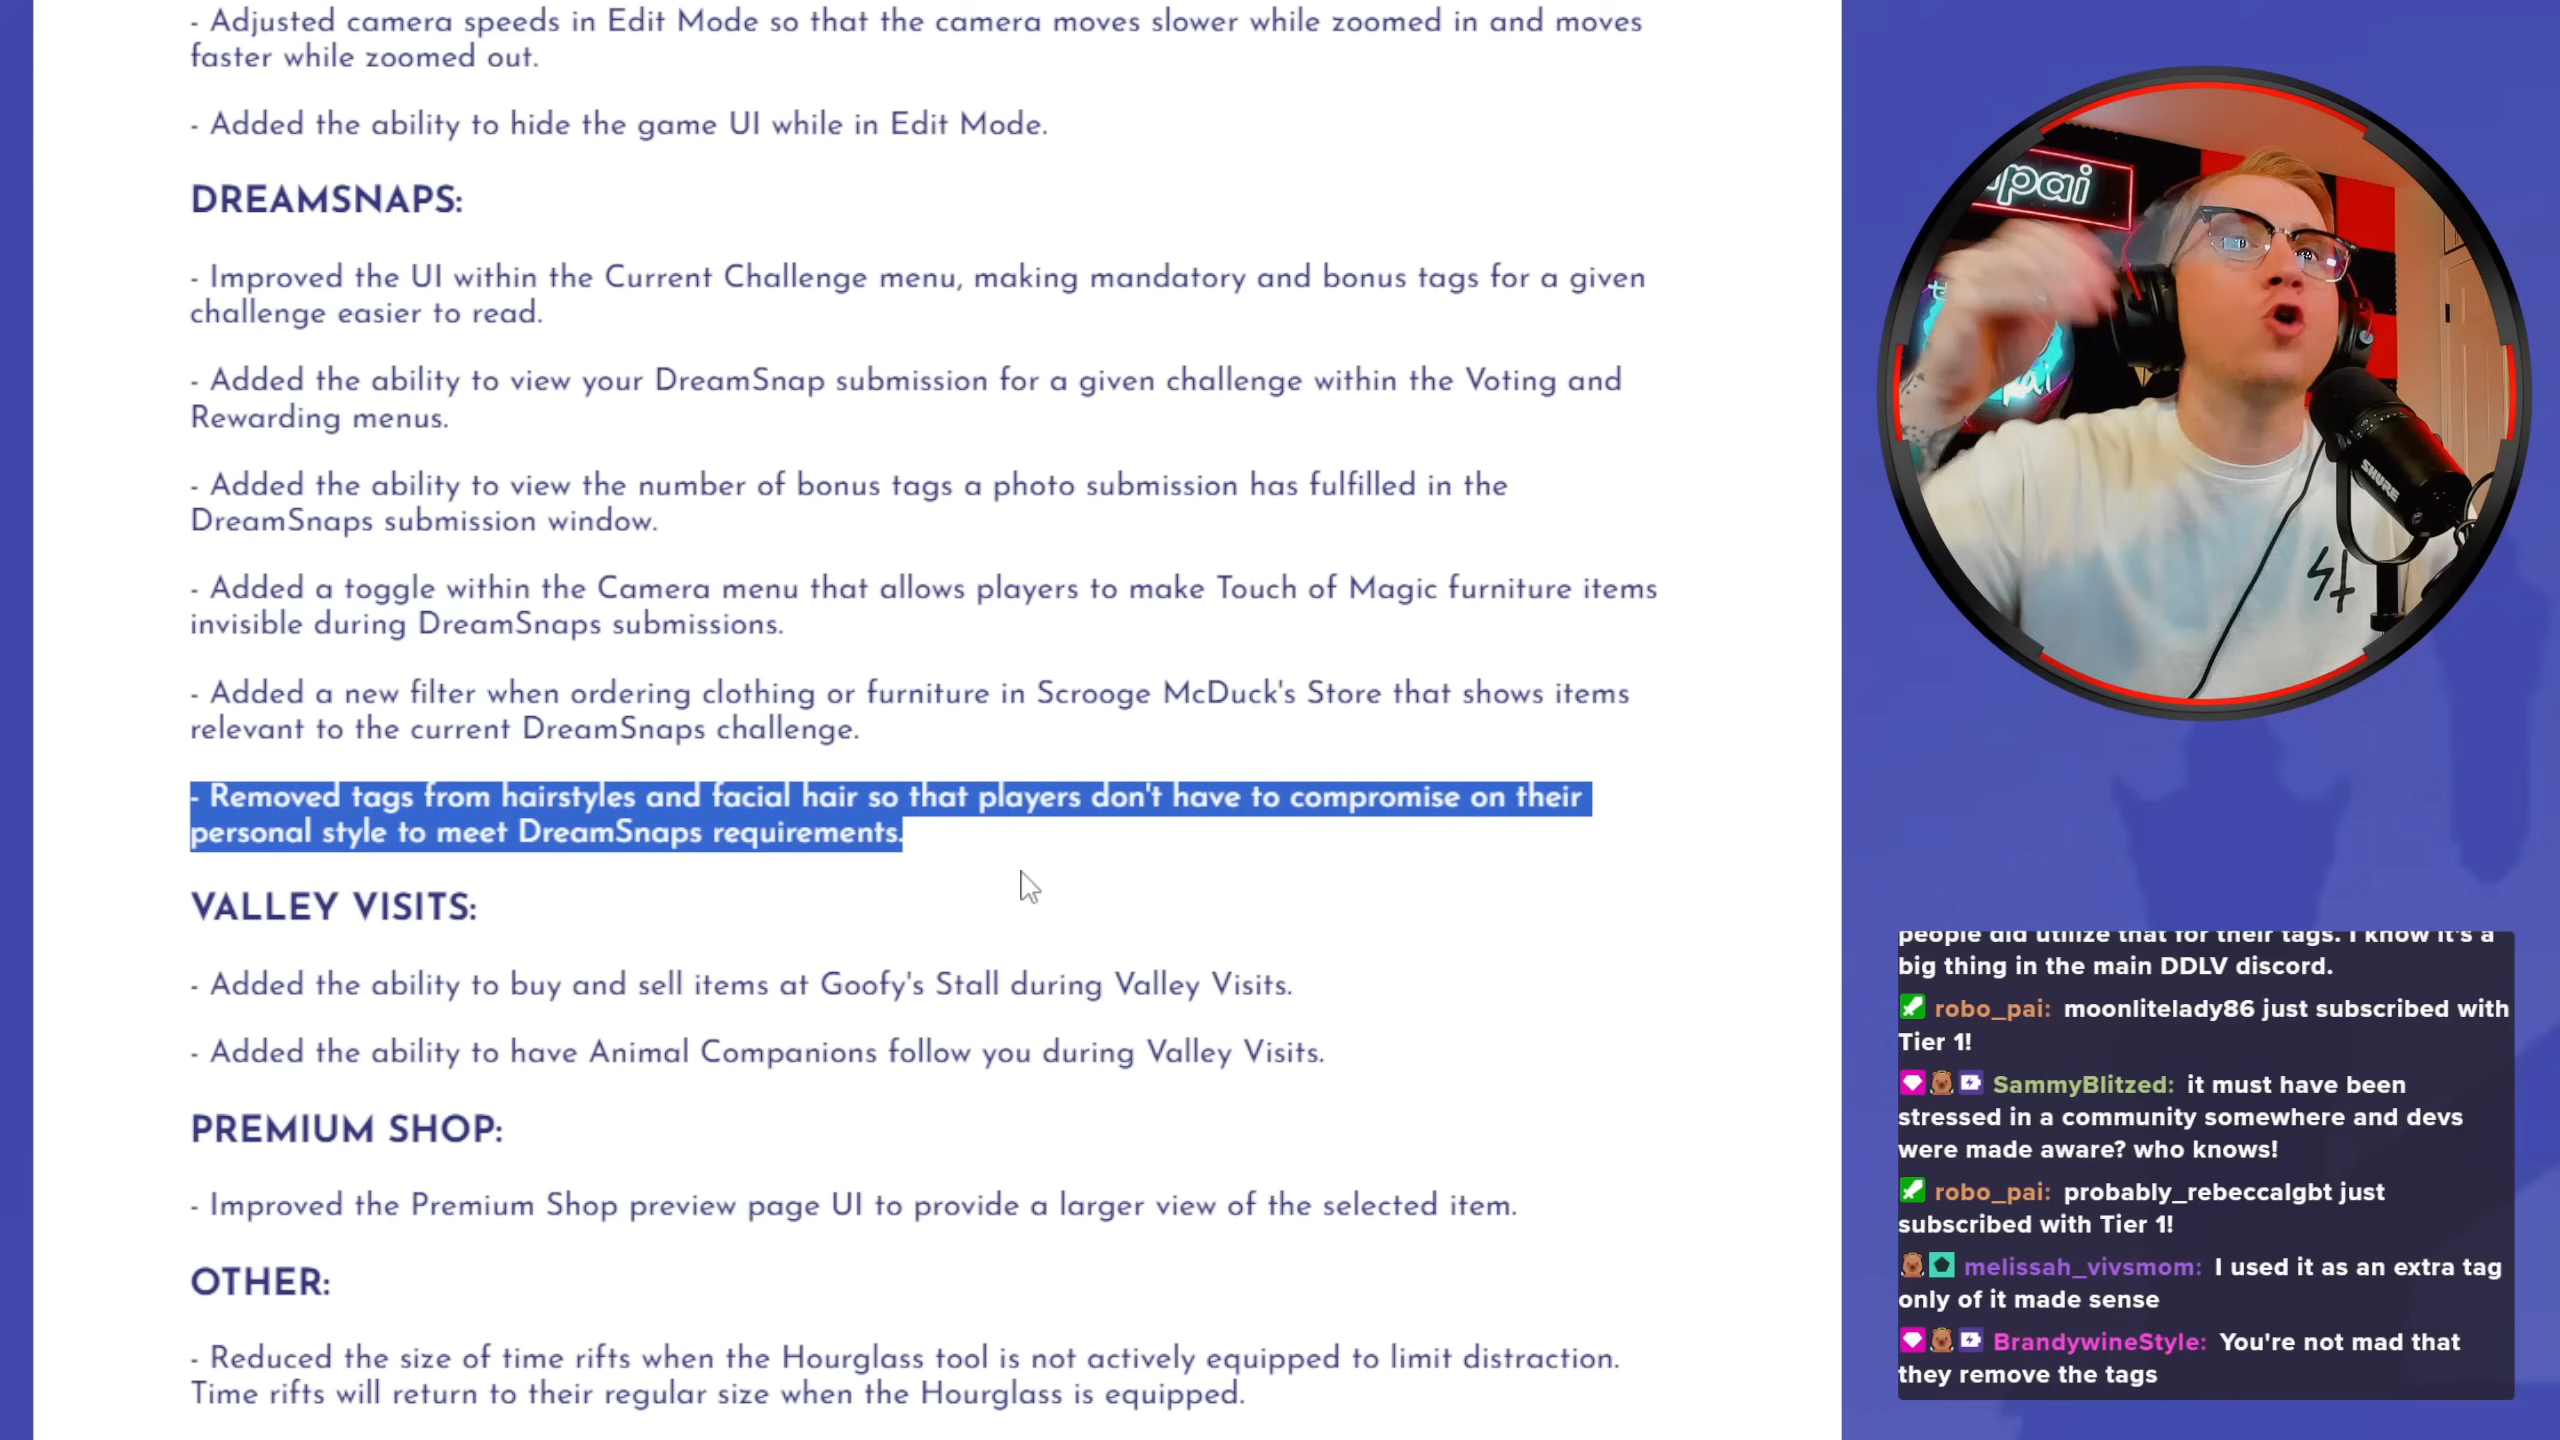 - Adjusted camera speeds in Edit Mode so that the camera moves slower while zoomed in and moves
faster while zoomed out.
- Added the ability to hide the game UI while in Edit Mode.
DREAMSNAPS:
- Improved the UI within the Current Challenge menu, making mandatory and bonus tags for a given
challenge easier to read.
- Added the ability to view your DreamSnap submission for a given challenge within the Voting and
Rewarding menus.
- Added the ability to view the number of bonus tags a photo submission has fulfilled in the
DreamSnaps submission window.
- Added a toggle within the Camera menu that allows players to make Touch of Magic furniture items
invisible during DreamSnaps submissions.
- Added a new filter when ordering clothing or furniture in Scrooge McDuck's Store that shows items
relevant to the current DreamSnaps challenge.
- Removed tags from hairstyles and facial hair so that players don't have to compromise on their
personal style to meet DreamSnaps requirements.
VALLEY VISITS:
- Added the ability to buy and sell items at Goofy's Stall during Valley Visits.
- Added the ability to have Animal Companions follow you during Valley Visits.
PREMIUM SHOP:
- Improved the Premium Shop preview page UI to provide a larger view of the selected item.
OTHER:
- Reduced the size of time rifts when the Hourglass tool is not actively equipped to limit distraction.
Time rifts will return to their regular size when the Hourglass is equipped.
pai
SHURE
people did utilize that for their tags. I know it's a
big thing in the main DDLV discord.
robo_pai: moonlitelady86 just subscribed with
Tier 1!
SammyBlitzed: it must have been
stressed in a community somewhere and devs
were made aware? who knows!
robo_pai: probably_rebeccalgbt just
subscribed with Tier 1!
melissah_vivsmom: I used it as an extra tag
only of it made sense
BrandywineStyle: You're not mad that
they remove the tags